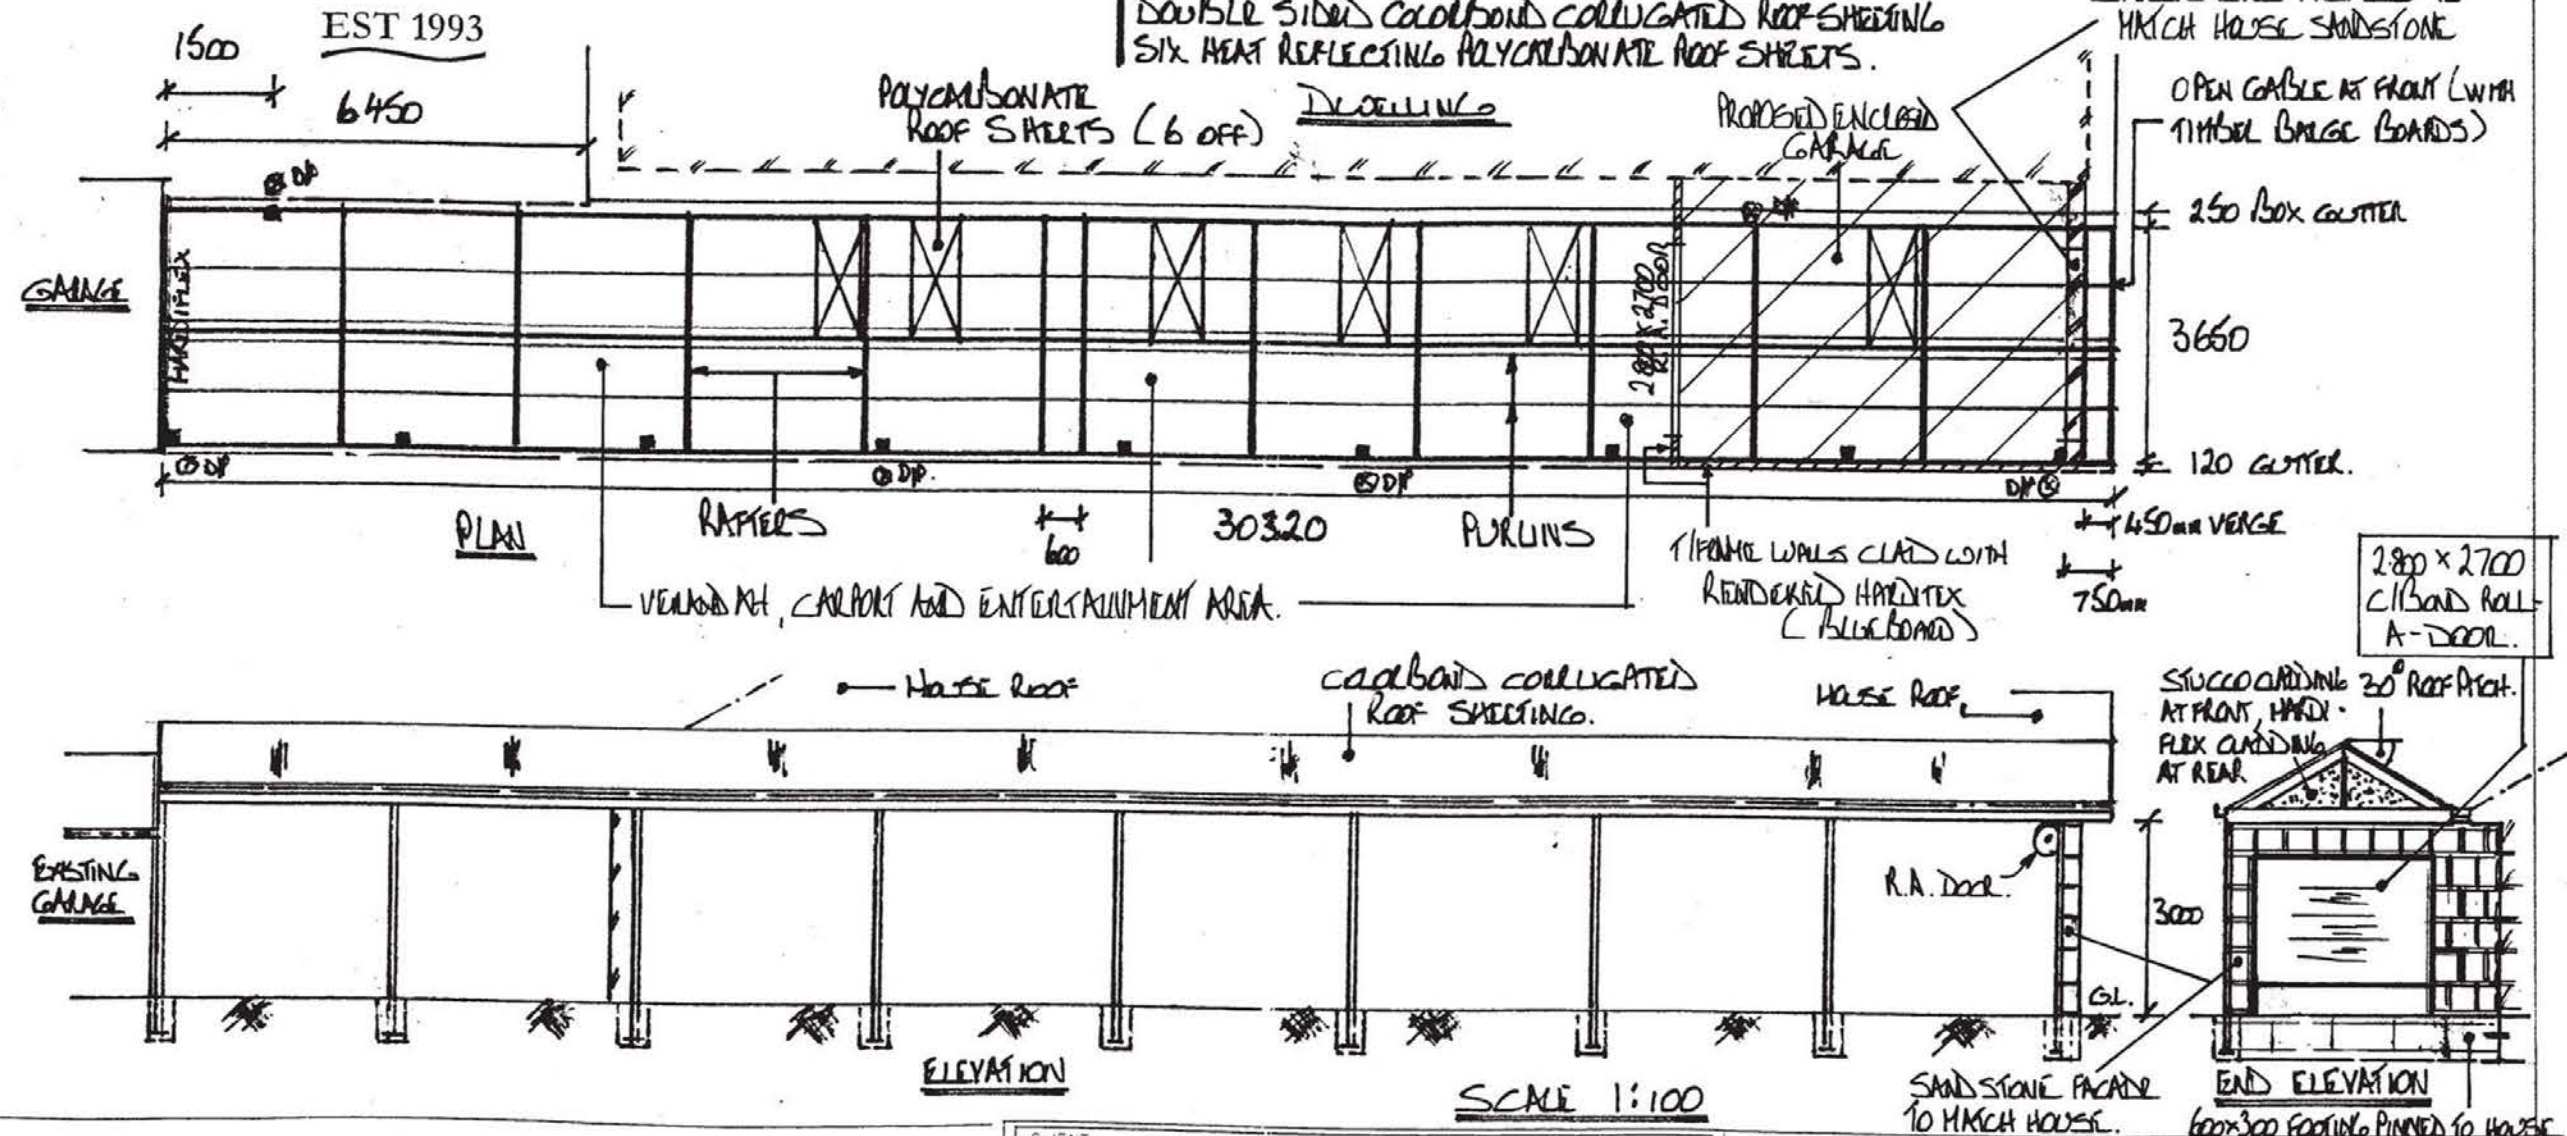 EST 1993
DOUBLE SIDED COLORBOND CORRUGATED ROOF SHEETING
SIX HEAT REFLECTING POLYCARBONATE ROOF SHEETS.
MATCH HOUSE SANDSTONE
1500
6450
POLYCARBONATE
ROOF SHEETS (6 OFF)
DWELLING
PROPOSED ENCLOSED
GARAGE
OPEN GABLE AT FRONT (WITH
TIMBER BARGE BOARDS)
DP
250 BOX GUTTER
GARAGE
HARDIFLEX
2800 x 2700
R.A. DOOR
3650
DP
DP.
DP
DP
120 GUTTER.
PLAN
RAFTERS
600
30320
PURLINS
450mm VERGE
750mm
VERANDAH, CARPORT AND ENTERTAINMENT AREA.
T/FRAME WALLS CLAD WITH
RENDERED HARDITEX
(BLUEBOARD)
2800 x 2700
C/BOND ROLL-
A-DOOR.
HOUSE ROOF
COLORBOND CORRUGATED
ROOF SHEETING.
HOUSE ROOF
STUCCO CLADDING
AT FRONT, HARDI-
FLEX CLADDING
AT REAR
30° ROOF PITCH.
EXISTING
GARAGE
R.A. DOOR.
3000
G.L.
ELEVATION
SCALE 1:100
SANDSTONE FACADE
TO MATCH HOUSE.
END ELEVATION
600x300 FOOTING PINNED TO HOUSE